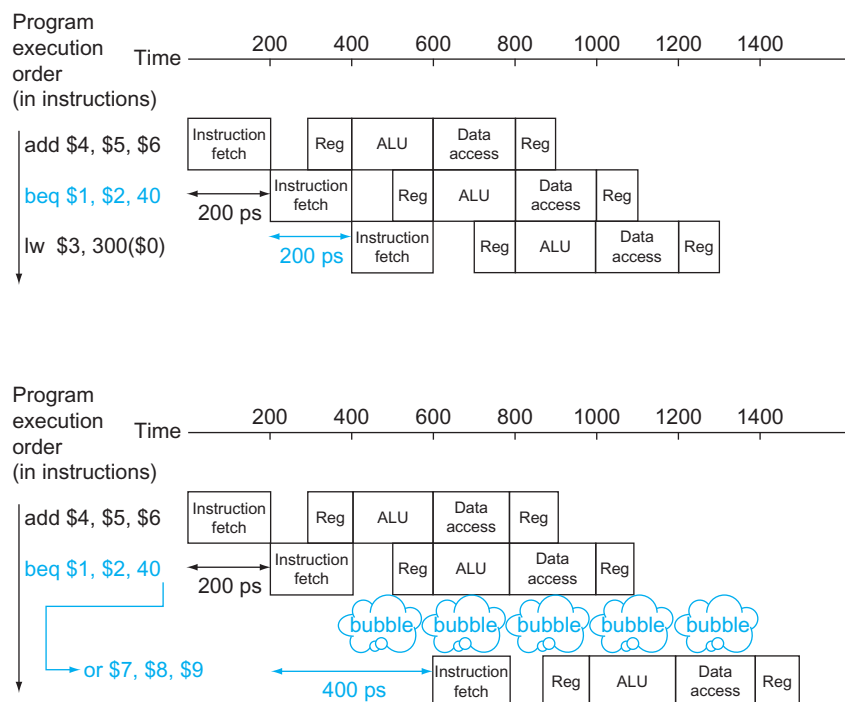 Program
execution
order
(in instructions)
Time
200 400 600 800 1000 1200 1400
add $4, $5, $6
Instruction
fetch
Reg
ALU
Data
access
Reg
beq $1, $2, 40
200 ps
Instruction
fetch
Reg
ALU
Data
access
Reg
lw $3, 300($0)
200 ps
Instruction
fetch
Reg
ALU
Data
access
Reg
Program
execution
order
(in instructions)
Time
200 400 600 800 1000 1200 1400
add $4, $5, $6
Instruction
fetch
Reg
ALU
Data
access
Reg
beq $1, $2, 40
200 ps
Instruction
fetch
Reg
ALU
Data
access
Reg
bubble bubble bubble bubble bubble
or $7, $8, $9
400 ps
Instruction
fetch
Reg
ALU
Data
access
Reg